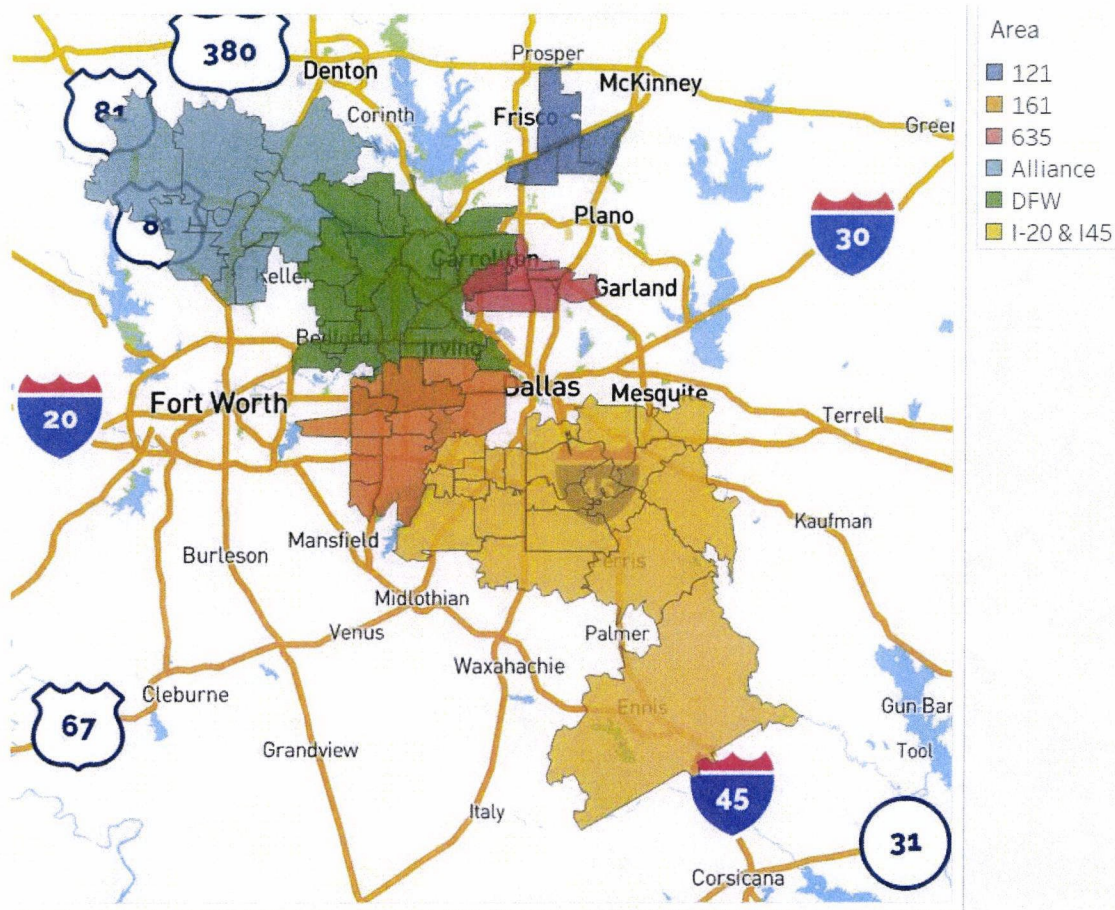 380
Prosper
Denton
McKinney
81
Corinth
Frisco
81
Plano
30
Keller
Carrollton
Garland
Bedford
Irving
20
Fort Worth
Dallas
Mesquite
Terrell
45
Kaufman
Mansfield
Burleson
Ferris
Midlothian
Venus
Palmer
Waxahachie
Cleburne
67
Ennis
Gun Bar
Grandview
Tool
45
Italy
31
Corsicana
Area
121
161
635
Alliance
DFW
I-20 & I45